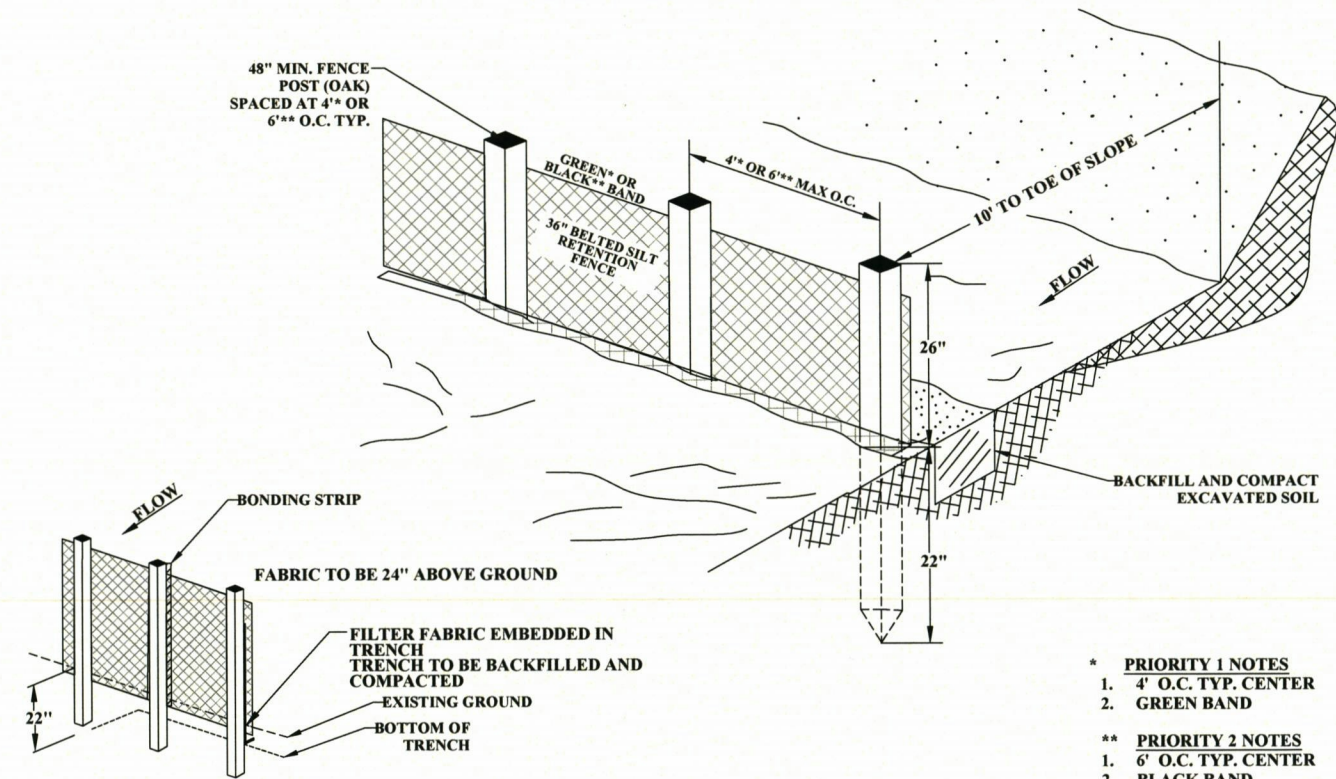 48" MIN. FENCE
POST (OAK)
SPACED AT 4'* OR
6'** O.C. TYP.
GREEN* OR
BLACK** BAND
36" BELTED SILT
RETENTION
FENCE
4'* OR 6'** MAX O.C.
10' TO TOE OF SLOPE
FLOW
26"
BACKFILL AND COMPACT
EXCAVATED SOIL
22"
FLOW
BONDING STRIP
FABRIC TO BE 24" ABOVE GROUND
FILTER FABRIC EMBEDDED IN
TRENCH
TRENCH TO BE BACKFILLED AND
COMPACTED
EXISTING GROUND
BOTTOM OF
TRENCH
22"
* PRIORITY 1 NOTES
1. 4' O.C. TYP. CENTER
2. GREEN BAND
** PRIORITY 2 NOTES
1. 6' O.C. TYP. CENTER
2. BLACK BAND